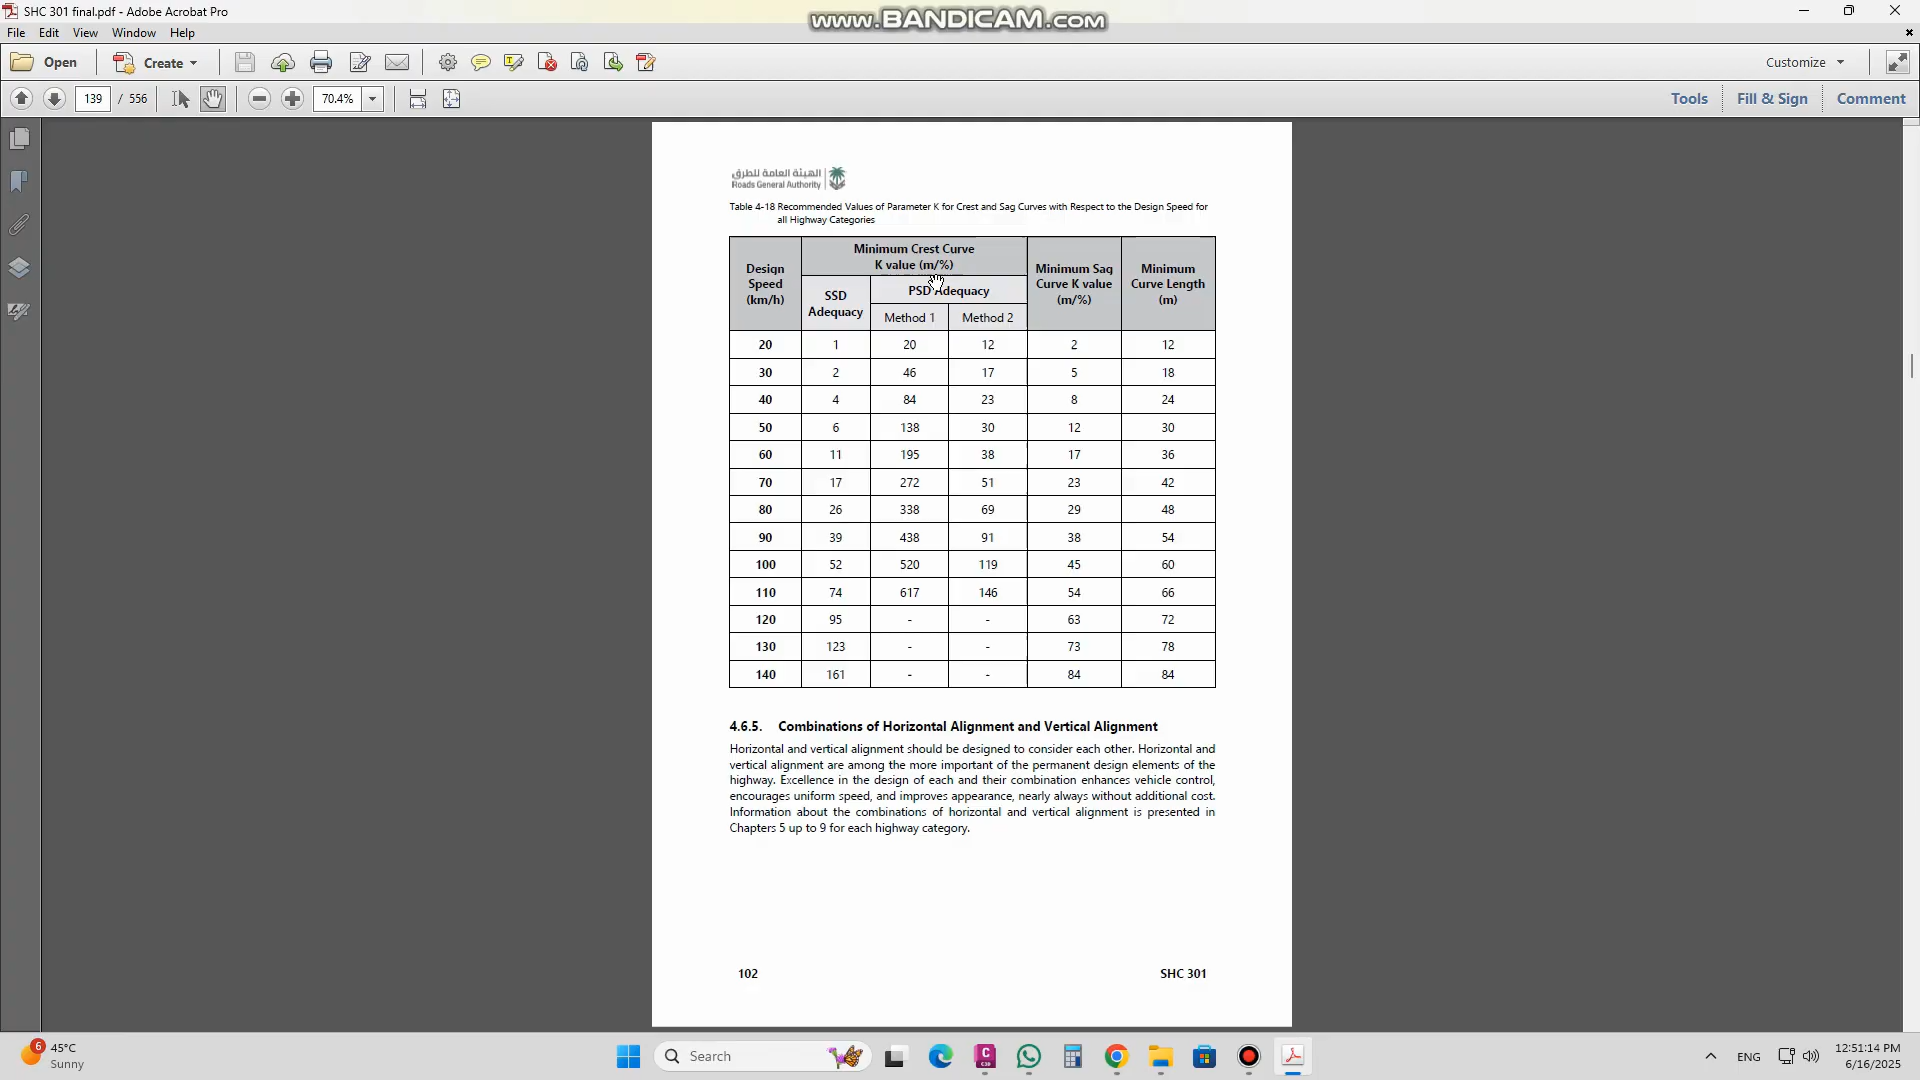 SHC 301 final.pdf - Adobe Acrobat Pro
www.BANDICAM.com
File Edit View Window Help
Open Create Customize
139 / 556 70.4% Tools Fill & Sign Comment
الهيئة العامة للطرق
Roads General Authority
Table 4-18 Recommended Values of Parameter K for Crest and Sag Curves with Respect to the Design Speed for
all Highway Categories
Design Speed (km/h) Minimum Crest Curve K value (m/%) Minimum Sag Curve K value (m/%) Minimum Curve Length (m)
SSD Adequacy PSD Adequacy
Method 1 Method 2
20 1 20 12 2 12
30 2 46 17 5 18
40 4 84 23 8 24
50 6 138 30 12 30
60 11 195 38 17 36
70 17 272 51 23 42
80 26 338 69 29 48
90 39 438 91 38 54
100 52 520 119 45 60
110 74 617 146 54 66
120 95 - - 63 72
130 123 - - 73 78
140 161 - - 84 84
4.6.5. Combinations of Horizontal Alignment and Vertical Alignment
Horizontal and vertical alignment should be designed to consider each other. Horizontal and
vertical alignment are among the more important of the permanent design elements of the
highway. Excellence in the design of each and their combination enhances vehicle control,
encourages uniform speed, and improves appearance, nearly always without additional cost.
Information about the combinations of horizontal and vertical alignment is presented in
Chapters 5 up to 9 for each highway category.
102 SHC 301
6 45°C
Sunny
Search
ENG
12:51:14 PM
6/16/2025